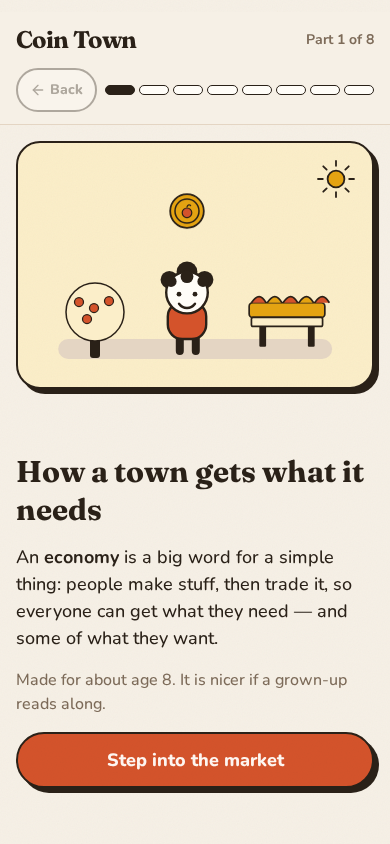 Coin Town
Part 1 of 8
← Back
How a town gets what it
needs
An economy is a big word for a simple
thing: people make stuff, then trade it, so
everyone can get what they need — and
some of what they want.
Made for about age 8. It is nicer if a grown-up
reads along.
Step into the market